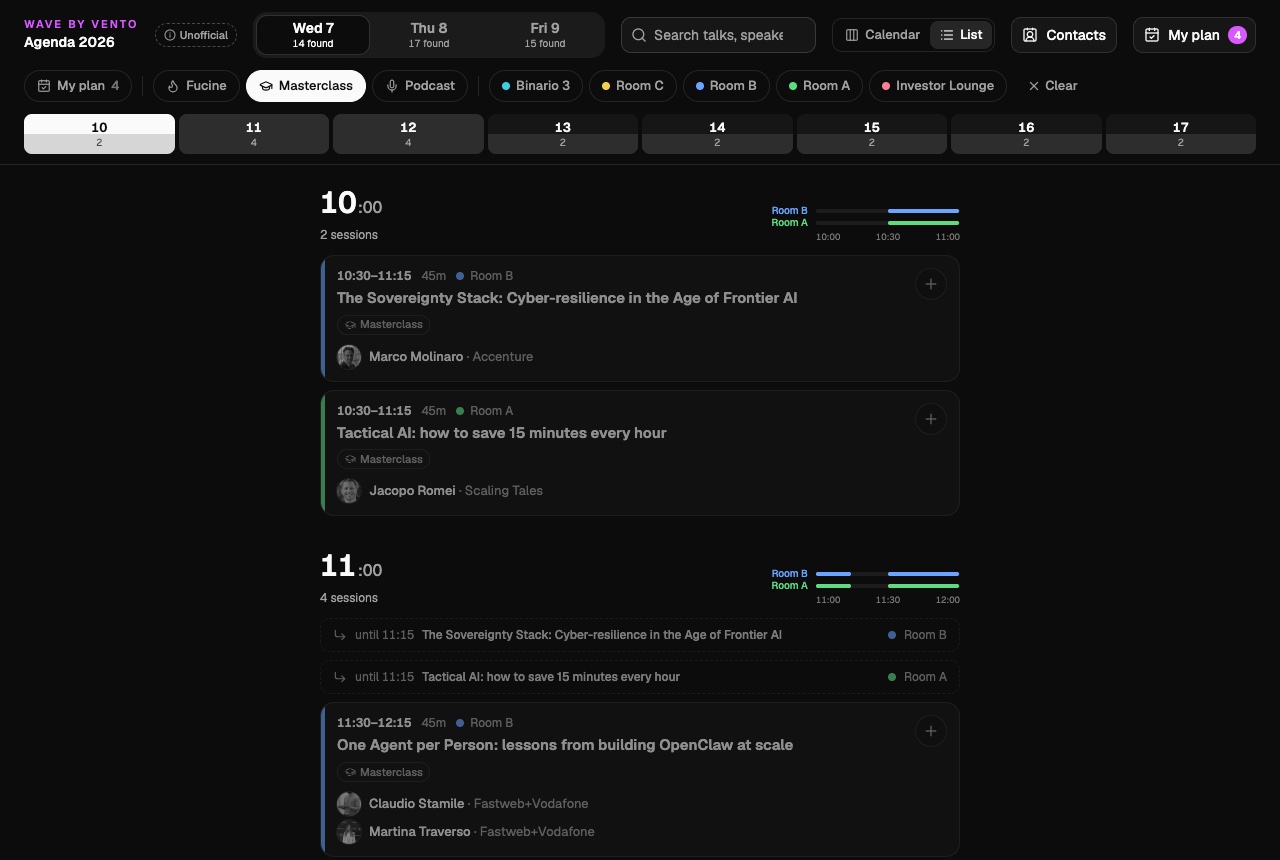 WAVE BY VENTO
Agenda 2026
Unofficial
Wed 7
14 found
Thu 8
17 found
Fri 9
15 found
Search talks, speake
Calendar
List
Contacts
My plan 4
My plan 4
Fucine
Masterclass
Podcast
Binario 3
Room C
Room B
Room A
Investor Lounge
Clear
10
2
11
4
12
4
13
2
14
2
15
2
16
2
17
2
10:00
2 sessions
Room B
Room A
10:00 10:30 11:00
10:30–11:15 45m Room B
The Sovereignty Stack: Cyber-resilience in the Age of Frontier AI
Masterclass
Marco Molinaro · Accenture
10:30–11:15 45m Room A
Tactical AI: how to save 15 minutes every hour
Masterclass
Jacopo Romei · Scaling Tales
11:00
4 sessions
Room B
Room A
11:00 11:30 12:00
until 11:15 The Sovereignty Stack: Cyber-resilience in the Age of Frontier AI Room B
until 11:15 Tactical AI: how to save 15 minutes every hour Room A
11:30–12:15 45m Room B
One Agent per Person: lessons from building OpenClaw at scale
Masterclass
Claudio Stamile · Fastweb+Vodafone
Martina Traverso · Fastweb+Vodafone